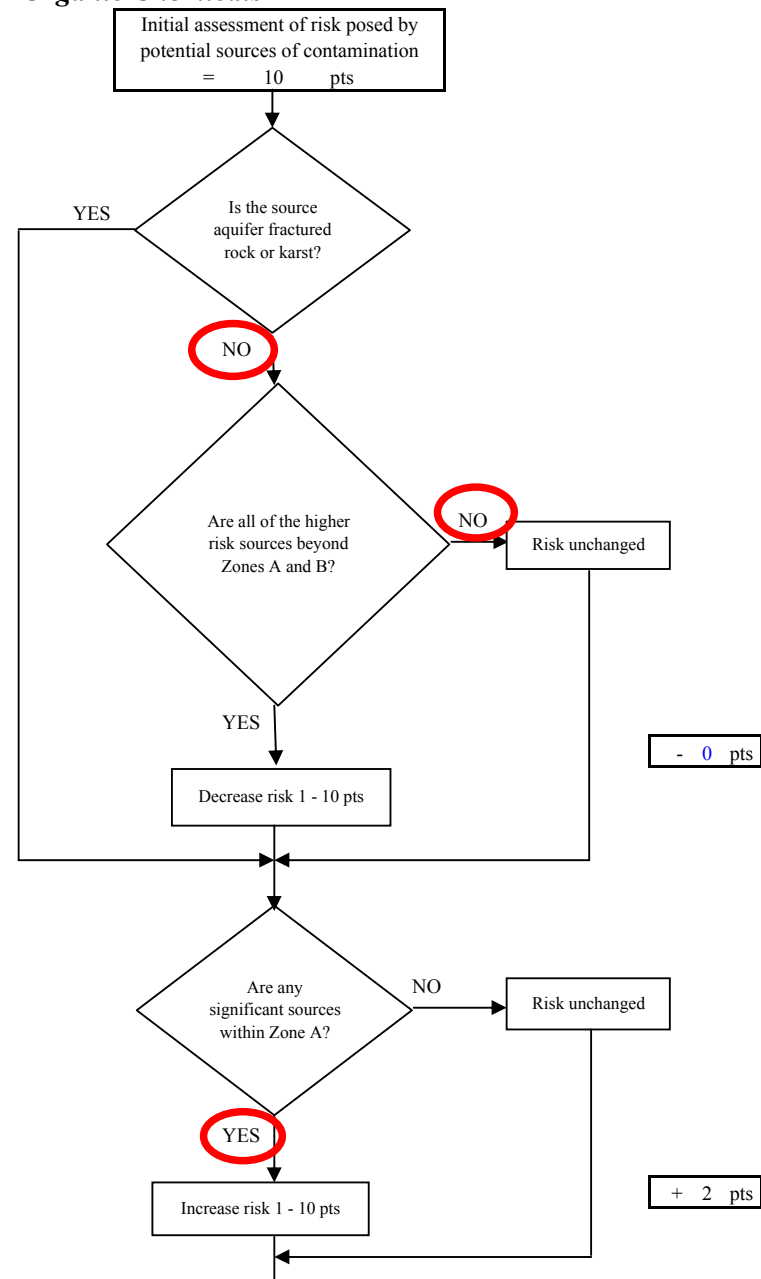 Initial assessment of risk posed by
potential sources of contamination
= 10 pts
YES
Is the source
aquifer fractured
rock or karst?
NO
Are all of the higher
risk sources beyond
Zones A and B?
NO
Risk unchanged
YES
- 0 pts
Decrease risk 1 - 10 pts
Are any
significant sources
within Zone A?
NO
Risk unchanged
YES
+ 2 pts
Increase risk 1 - 10 pts